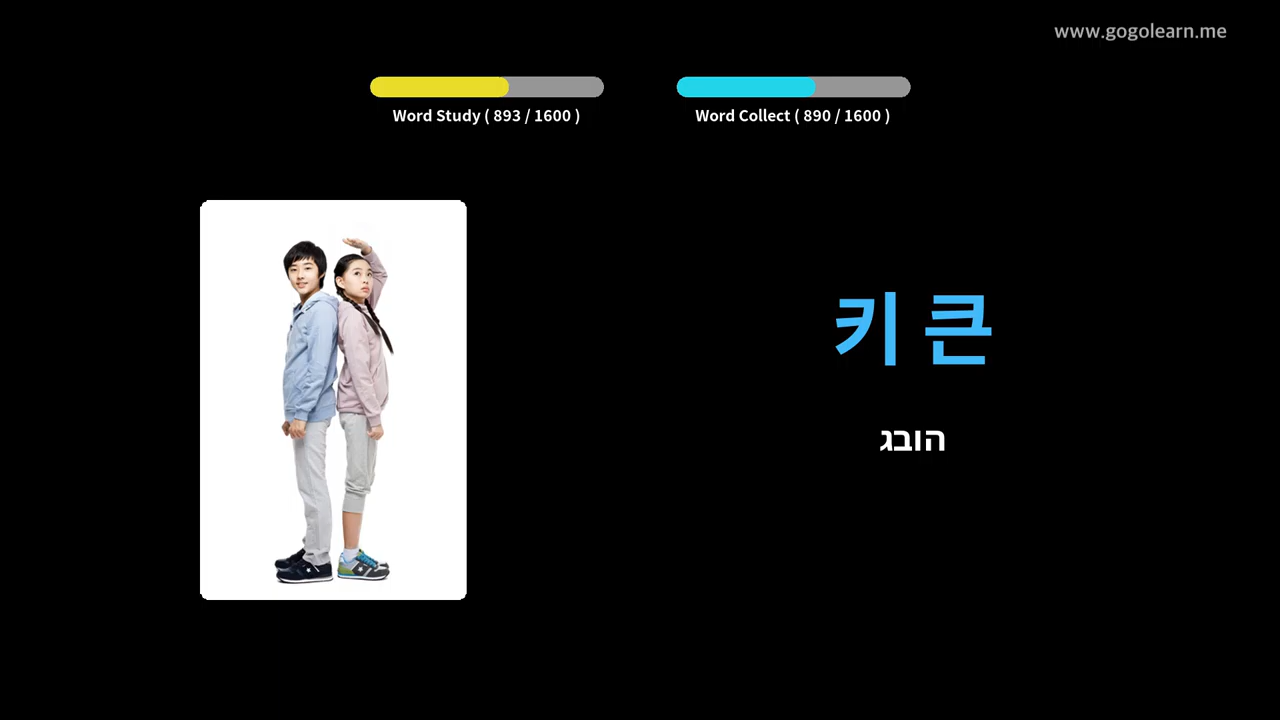 www.gogolearn.me
Word Study ( 893 / 1600 )
Word Collect ( 890 / 1600 )
키 큰
הובג